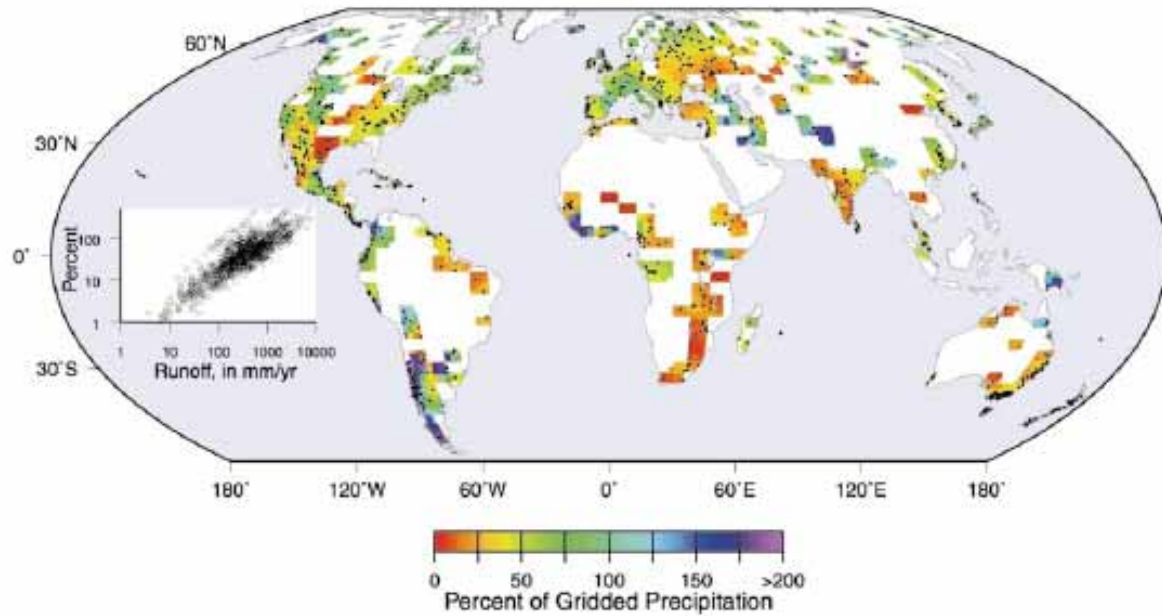 60°N
30°N
0°
30°S
Percent
100
10
1
1 10 100 1000 10000
Runoff, in mm/yr
180° 120°W 60°W 0° 60°E 120°E 180°
0 50 100 150 >200
Percent of Gridded Precipitation